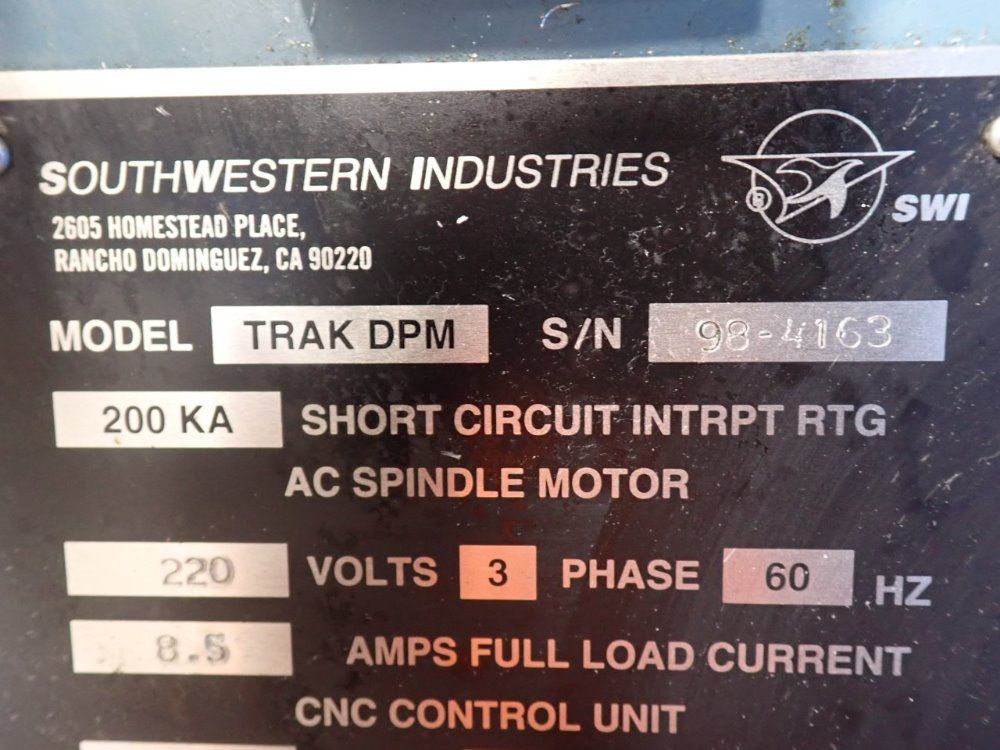 SOUTHWESTERN INDUSTRIES
SWI
2605 HOMESTEAD PLACE,
RANCHO DOMINGUEZ, CA 90220
MODEL TRAK DPM S/N 98-4163
200 KA SHORT CIRCUIT INTRPT RTG
AC SPINDLE MOTOR
220 VOLTS 3 PHASE 60 HZ
8.5 AMPS FULL LOAD CURRENT
CNC CONTROL UNIT